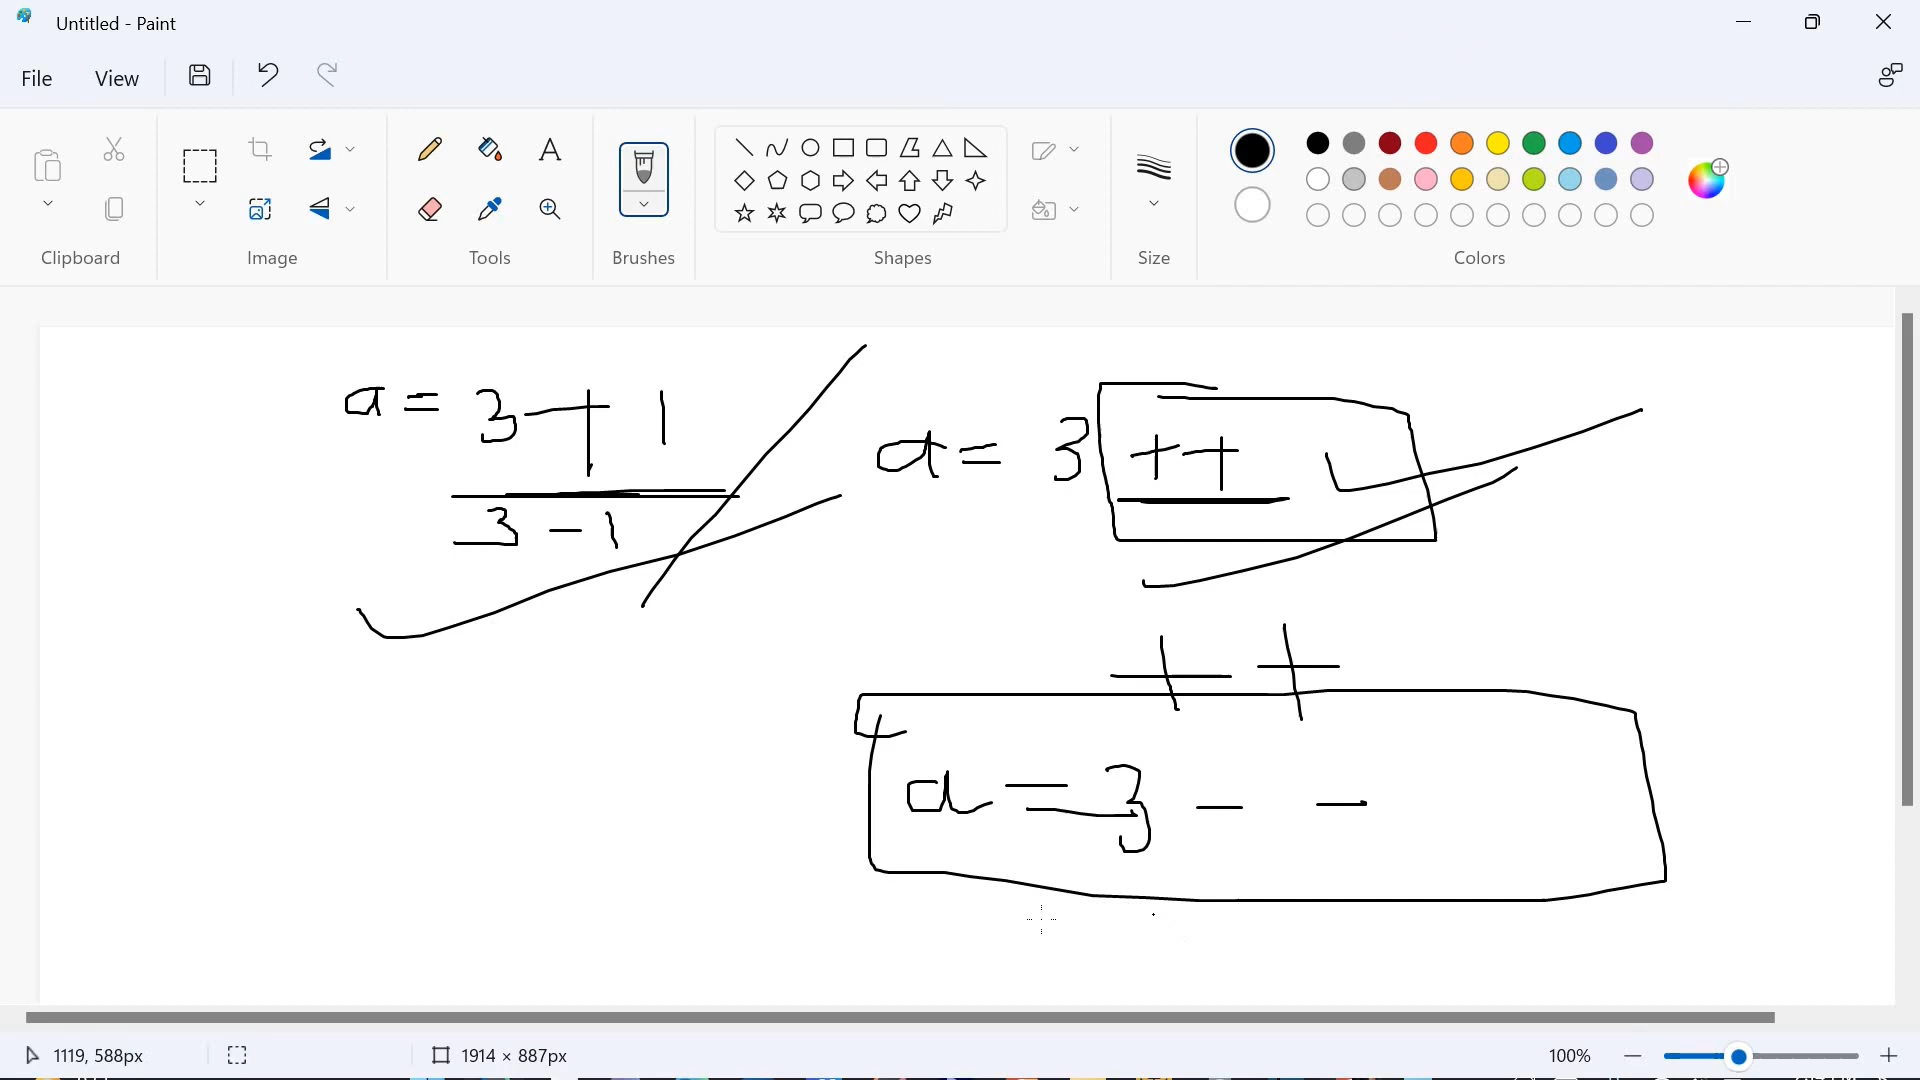 Untitled - Paint
File View
Clipboard
Image
Tools
Brushes
Shapes
Size
Colors
a = 3 + 1
3 - 1
a = 3 ++
++
a = 3 - -
1119, 588px
1914 × 887px
100%